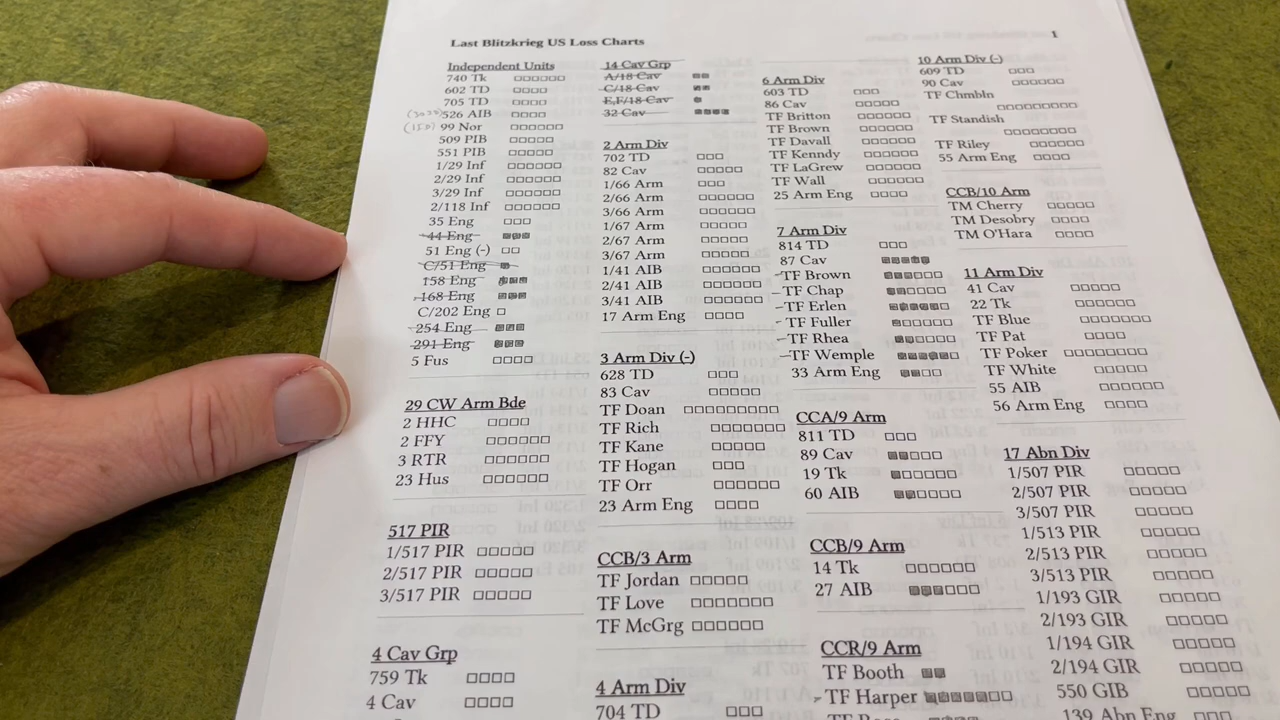 Last Blitzkrieg US Loss Charts
1
Independent Units
740 Tk
602 TD
705 TD
526 AIB
99 Nor
509 PIB
551 PIB
1/29 Inf
2/29 Inf
3/29 Inf
2/118 Inf
35 Eng
44 Eng
51 Eng (-)
C/51 Eng
158 Eng
168 Eng
C/202 Eng
254 Eng
291 Eng
5 Fus
29 CW Arm Bde
2 HHC
2 FFY
3 RTR
23 Hus
517 PIR
1/517 PIR
2/517 PIR
3/517 PIR
4 Cav Grp
759 Tk
4 Cav
14 Cav Grp
A/18 Cav
C/18 Cav
E,F/18 Cav
32 Cav
2 Arm Div
702 TD
82 Cav
1/66 Arm
2/66 Arm
3/66 Arm
1/67 Arm
2/67 Arm
3/67 Arm
1/41 AIB
2/41 AIB
3/41 AIB
17 Arm Eng
3 Arm Div (-)
628 TD
83 Cav
TF Doan
TF Rich
TF Kane
TF Hogan
TF Orr
23 Arm Eng
CCB/3 Arm
TF Jordan
TF Love
TF McGrg
4 Arm Div
704 TD
6 Arm Div
603 TD
86 Cav
TF Britton
TF Brown
TF Davall
TF Kenndy
TF LaGrew
TF Wall
25 Arm Eng
7 Arm Div
814 TD
87 Cav
TF Brown
TF Chap
TF Erlen
TF Fuller
TF Rhea
TF Wemple
33 Arm Eng
CCA/9 Arm
811 TD
89 Cav
19 Tk
60 AIB
CCB/9 Arm
14 Tk
27 AIB
CCR/9 Arm
TF Booth
TF Harper
10 Arm Div (-)
609 TD
90 Cav
TF Chmbln
TF Standish
TF Riley
55 Arm Eng
CCB/10 Arm
TM Cherry
TM Desobry
TM O'Hara
11 Arm Div
41 Cav
22 Tk
TF Blue
TF Pat
TF Poker
TF White
55 AIB
56 Arm Eng
17 Abn Div
1/507 PIR
2/507 PIR
3/507 PIR
1/513 PIR
2/513 PIR
3/513 PIR
1/193 GIR
2/193 GIR
1/194 GIR
2/194 GIR
550 GIB
139 Abn Eng